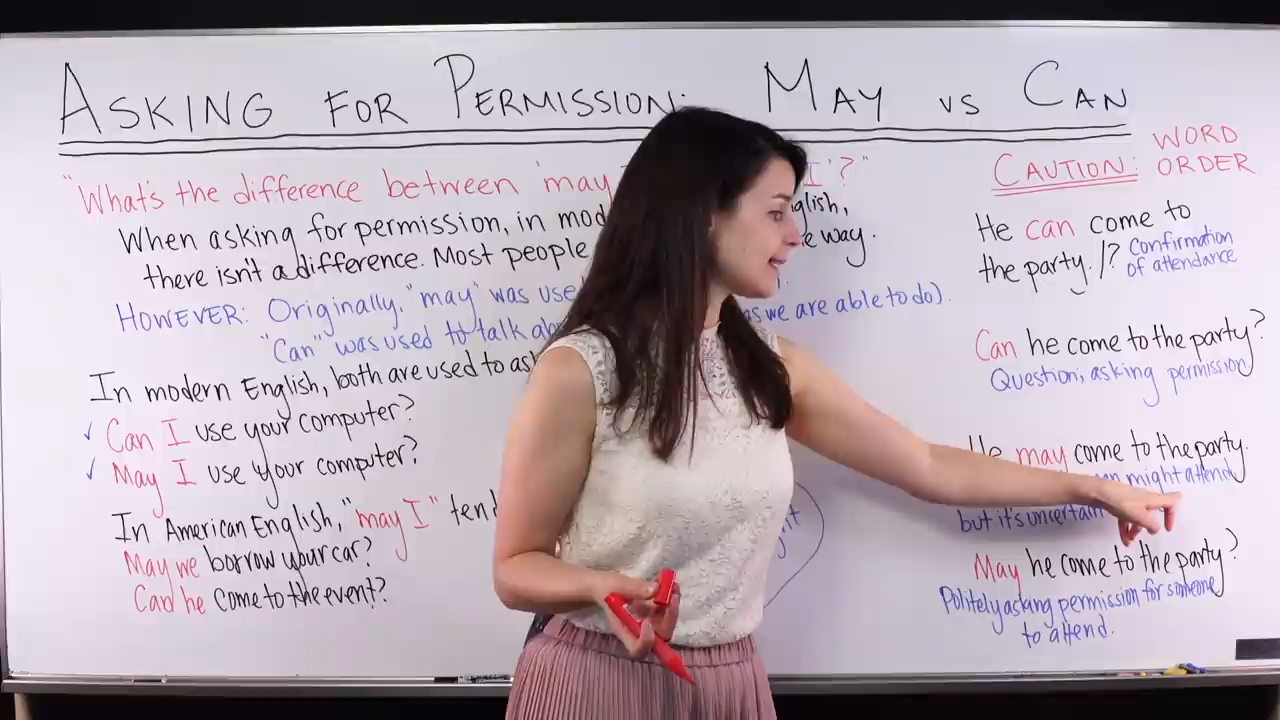 ASKING FOR PERMISSION: MAY VS CAN
"What's the difference between 'may I'?"
When asking for permission, in mod glish,
there isn't a difference. Most people e way.
HOWEVER: Originally, "may" was use
"Can" was used to talk ab as we are able to do).
In modern English, both are used to as
✓ Can I use your computer?
✓ May I use your computer?
In American English, "may I" tend
May we borrow your car?
Can he come to the event?
CAUTION: WORD ORDER
He can come to
the party. /? Confirmation
of attendance
Can he come to the party?
Question, asking permission
He may come to the party.
might attend,
but it's uncertain
May he come to the party?
Politely asking permission for someone
to attend.